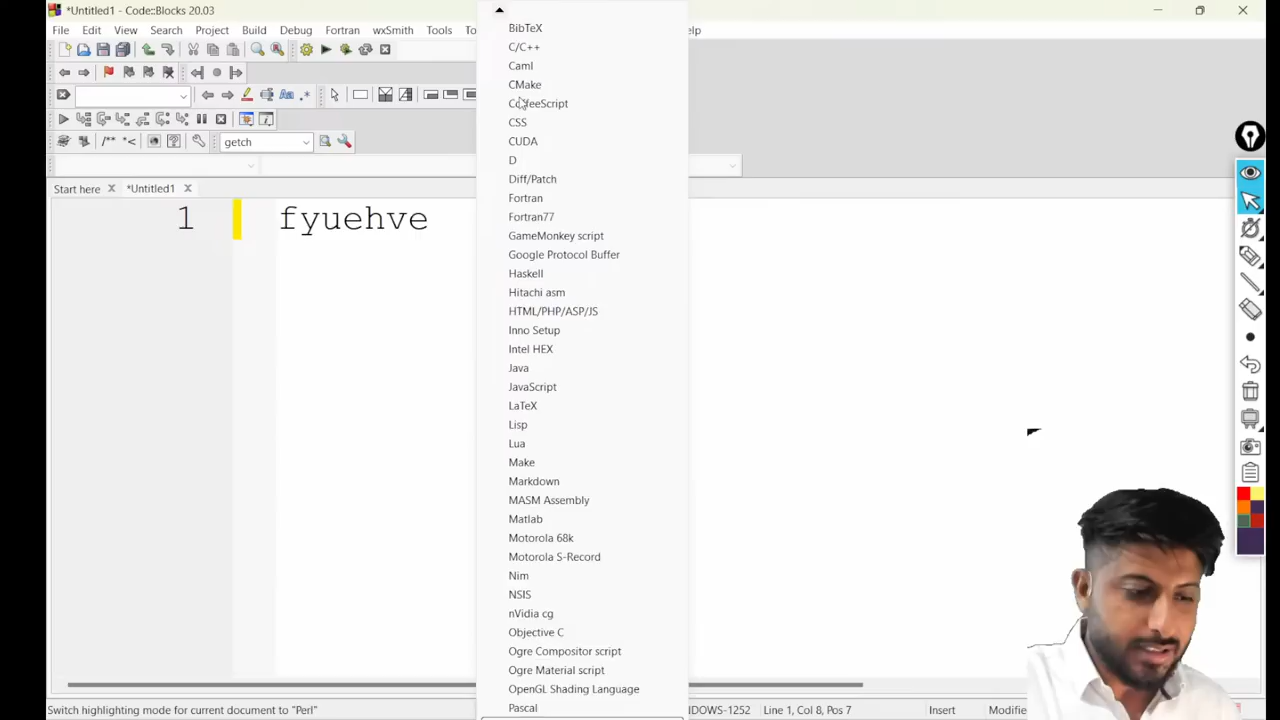 *Untitled1 - Code::Blocks 20.03
File Edit View Search Project Build Debug Fortran wxSmith Tools
getch
Start here *Untitled1
1 fyuehve
BibTeX
C/C++
Caml
CMake
CoffeeScript
CSS
CUDA
D
Diff/Patch
Fortran
Fortran77
GameMonkey script
Google Protocol Buffer
Haskell
Hitachi asm
HTML/PHP/ASP/JS
Inno Setup
Intel HEX
Java
JavaScript
LaTeX
Lisp
Lua
Make
Markdown
MASM Assembly
Matlab
Motorola 68k
Motorola S-Record
Nim
NSIS
nVidia cg
Objective C
Ogre Compositor script
Ogre Material script
OpenGL Shading Language
Pascal
Switch highlighting mode for current document to "Perl" DOWS-1252 Line 1, Col 8, Pos 7 Insert Modifie